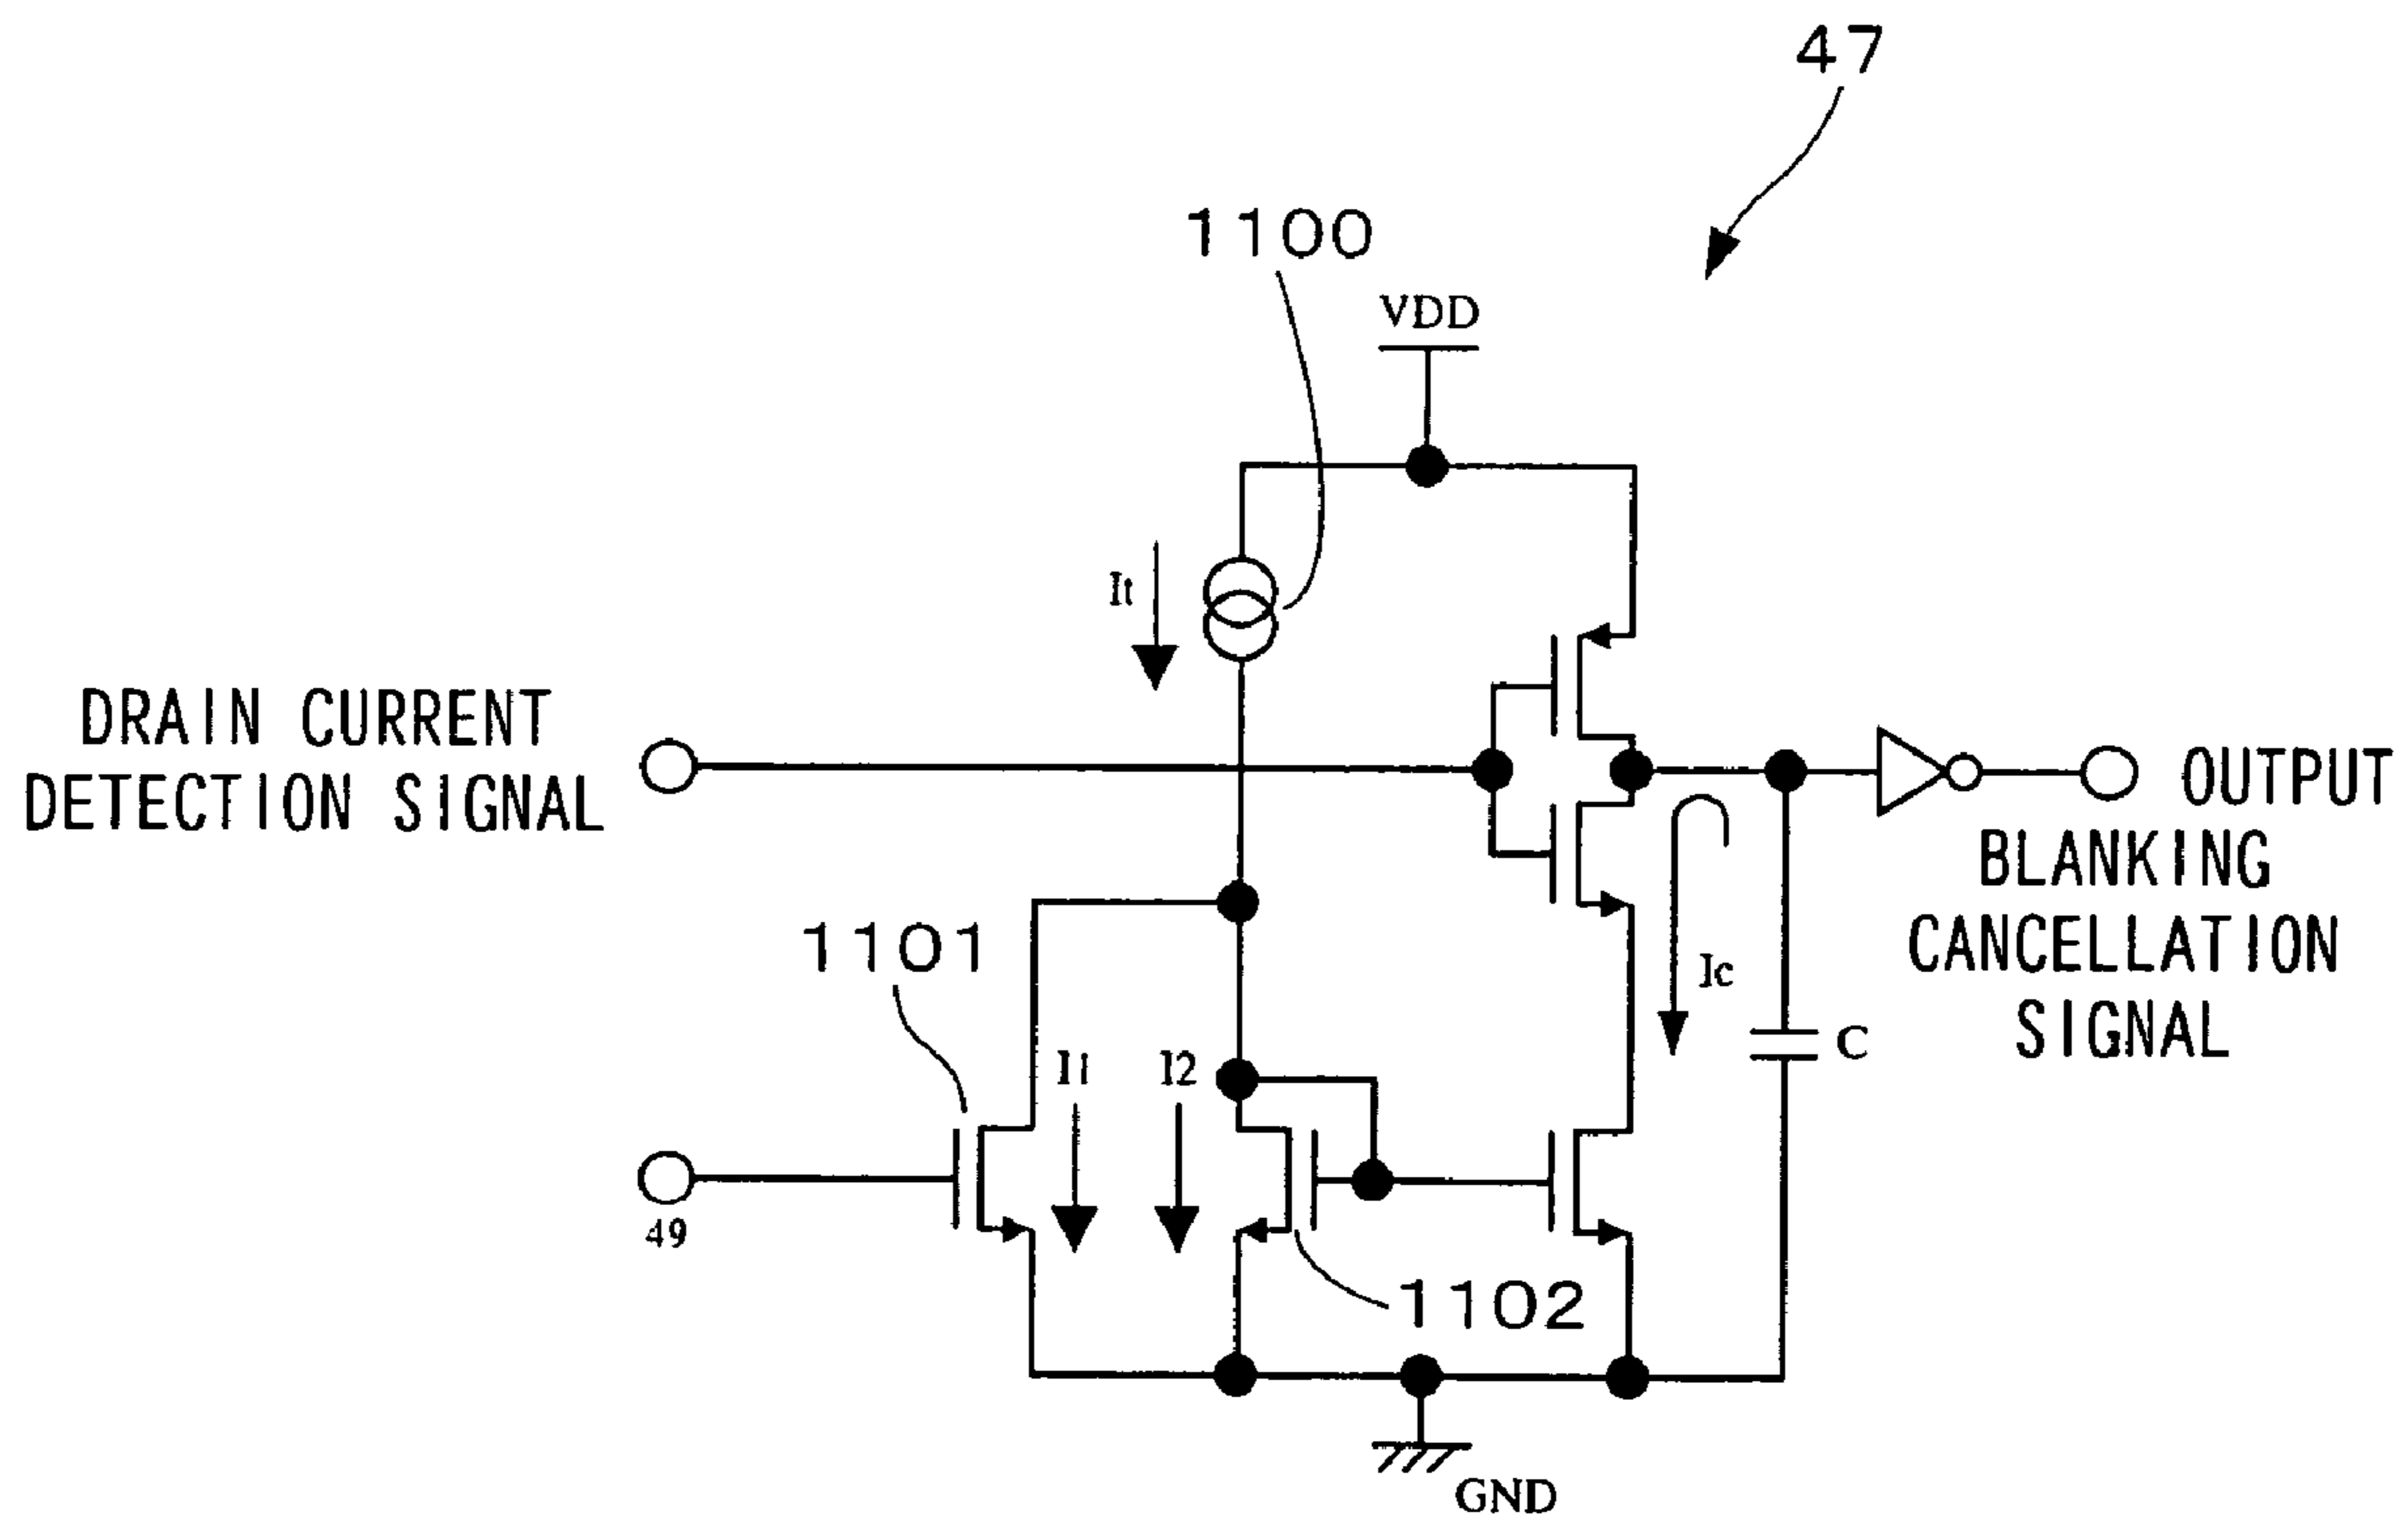 47
1100
VDD
It
DRAIN CURRENT
DETECTION SIGNAL
OUTPUT
BLANKING
CANCELLATION
SIGNAL
1101
Ic
C
I1
I2
49
1102
GND